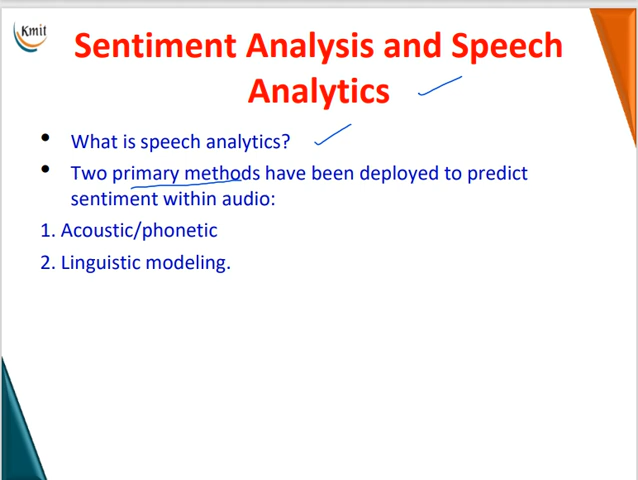 Kmit
Sentiment Analysis and Speech
Analytics
• What is speech analytics?
• Two primary methods have been deployed to predict
sentiment within audio:
1. Acoustic/phonetic
2. Linguistic modeling.